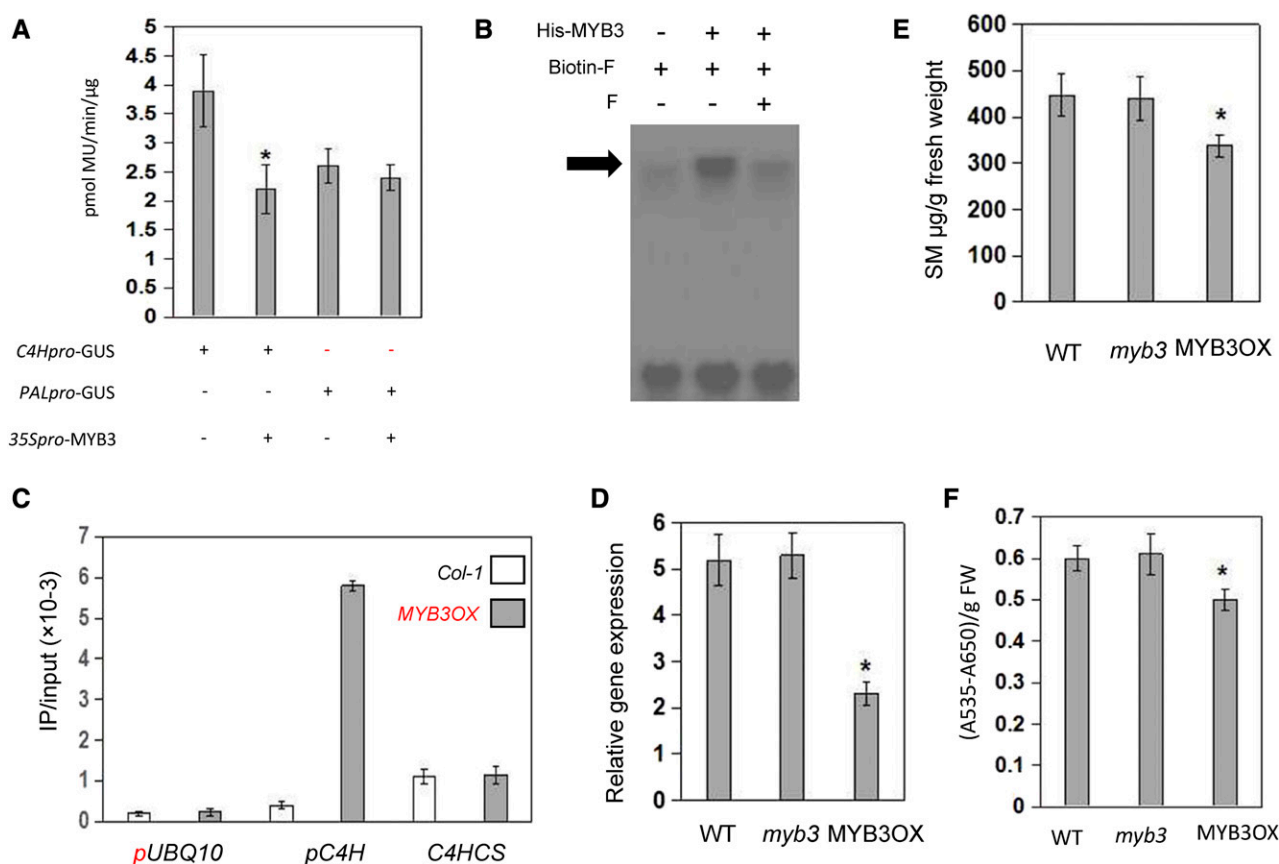 A
pmol MU/min/µg
5
4.5
4
3.5
3
2.5
2
1.5
1
0.5
0
*
C4Hpro-GUS + + - -
PALpro-GUS - - + +
35Spro-MYB3 - + - +
B
His-MYB3 - + +
Biotin-F + + +
F - - +
E
SM µg/g fresh weight
600
500
400
300
200
100
0
*
WT myb3 MYB3OX
C
IP/input (×10-3)
7
6
5
4
3
2
1
0
Col-1
MYB3OX
pUBQ10 pC4H C4HCS
D
Relative gene expression
6
5
4
3
2
1
0
*
WT myb3 MYB3OX
F
(A535-A650)/g FW
0.7
0.6
0.5
0.4
0.3
0.2
0.1
0
*
WT myb3 MYB3OX